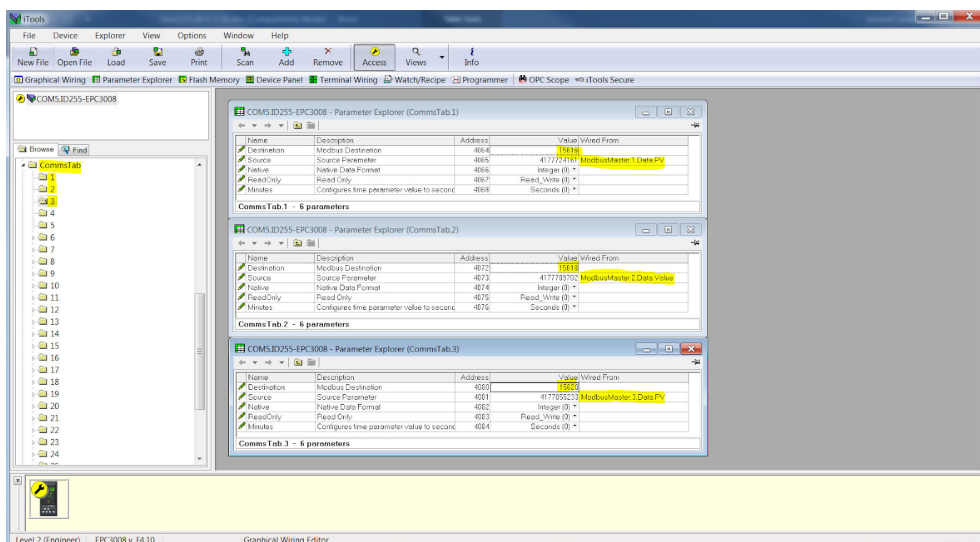 iTools
File Device Explorer View Options Window Help
New File Open File Load Save Print Scan Add Remove Access Views Info
Graphical Wiring Parameter Explorer Flash Memory Device Panel Terminal Wiring Watch/Recipe Programmer OPC Scope iTools Secure
COM5.ID255-EPC3008
Browse Find
CommsTab
1
2
3
4
5
6
7
8
9
10
11
12
13
14
15
16
17
18
19
20
21
22
23
24
COM5.ID255-EPC3008 - Parameter Explorer (CommsTab.1)
Name Description Address Value Wired From
Destination Modbus Destination 4064 15616
Source Source Parameter 4065 4177724161 ModbusMaster.1.Data.PV
Native Native Data Format 4066 Integer (0)
ReadOnly Read Only 4067 Read_Write (0)
Minutes Configures time parameter value to second 4068 Seconds (0)
CommsTab.1 - 6 parameters
COM5.ID255-EPC3008 - Parameter Explorer (CommsTab.2)
Name Description Address Value Wired From
Destination Modbus Destination 4072 15618
Source Source Parameter 4073 4177789702 ModbusMaster.2.Data.Value
Native Native Data Format 4074 Integer (0)
ReadOnly Read Only 4075 Read_Write (0)
Minutes Configures time parameter value to second 4076 Seconds (0)
CommsTab.2 - 6 parameters
COM5.ID255-EPC3008 - Parameter Explorer (CommsTab.3)
Name Description Address Value Wired From
Destination Modbus Destination 4080 15620
Source Source Parameter 4081 4177855233 ModbusMaster.3.Data.PV
Native Native Data Format 4082 Integer (0)
ReadOnly Read Only 4083 Read_Write (0)
Minutes Configures time parameter value to second 4084 Seconds (0)
CommsTab.3 - 6 parameters
Level 2 (Engineer) EPC3008 v. E4.10 Graphical Wiring Editor